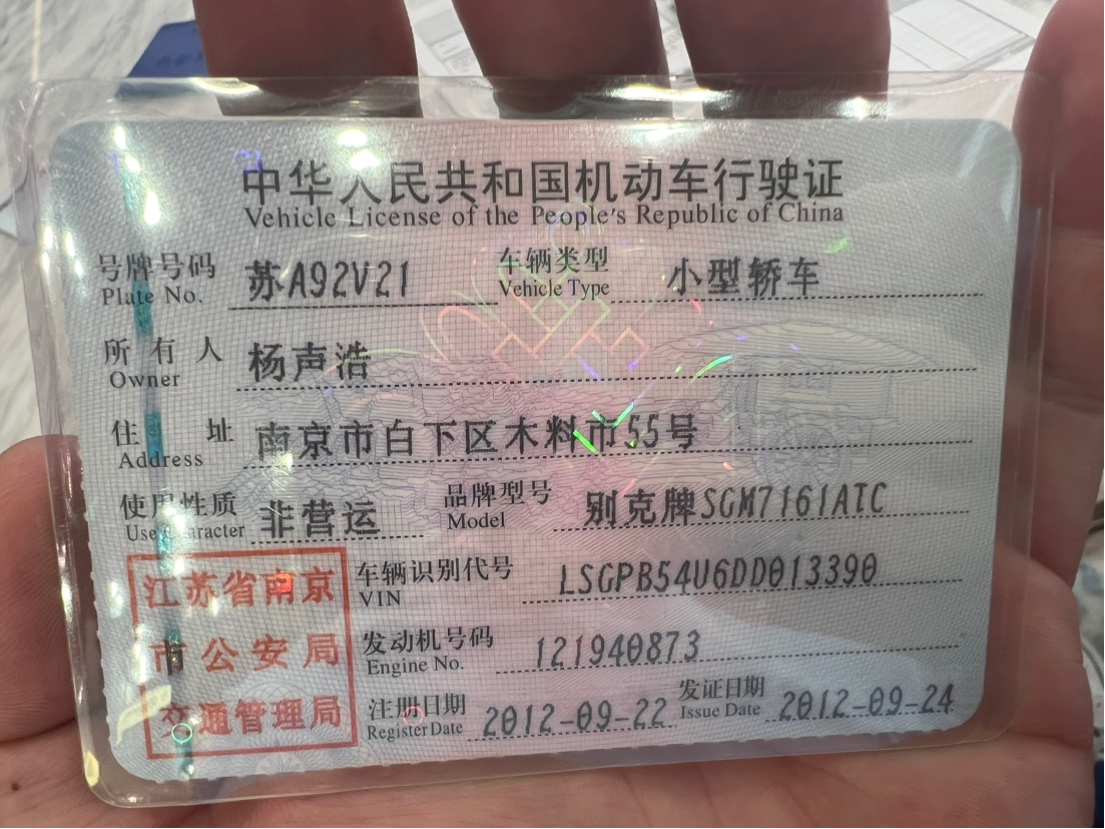 中华人民共和国机动车行驶证
Vehicle License of the People's Republic of China
号牌号码 苏A92V21 车辆类型 小型轿车
Plate No. Vehicle Type
所有人 杨声浩
Owner
住址 南京市白下区木料市55号
Address
使用性质 非营运 品牌型号 别克牌SGM7161ATC
Use Character Model
江苏省南京 车辆识别代号 LSGPB54U6DD013390
VIN
市公安局 发动机号码 121940873
Engine No.
交通管理局 注册日期 2012-09-22 发证日期 2012-09-24
Register Date Issue Date